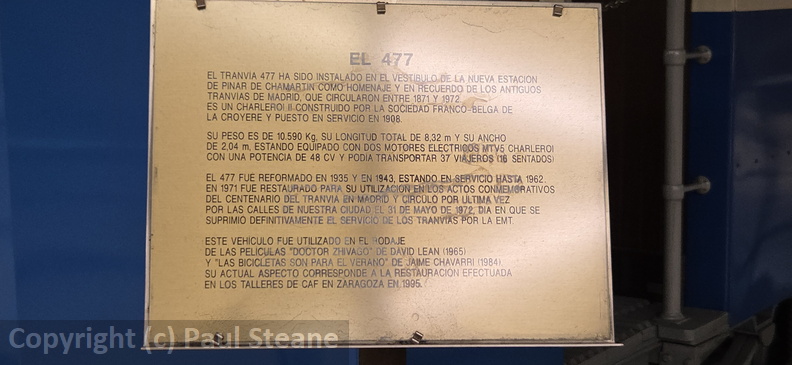 EL 477
EL TRANVIA 477 HA SIDO INSTALADO EN EL VESTIBULO DE LA NUEVA ESTACION
DE PINAR DE CHAMARTIN COMO HOMENAJE Y EN RECUERDO DE LOS ANTIGUOS
TRANVIAS DE MADRID, QUE CIRCULARON ENTRE 1871 Y 1972.
ES UN CHARLEROI II CONSTRUIDO POR LA SOCIEDAD FRANCO-BELGA DE
LA CROYERE Y PUESTO EN SERVICIO EN 1908.
SU PESO ES DE 10.590 Kg, SU LONGITUD TOTAL DE 8,32 m Y SU ANCHO
DE 2,04 m, ESTANDO EQUIPADO CON DOS MOTORES ELECTRICOS MTV5 CHARLEROI
CON UNA POTENCIA DE 48 CV Y PODIA TRANSPORTAR 37 VIAJEROS (16 SENTADOS)
EL 477 FUE REFORMADO EN 1935 Y EN 1943, ESTANDO EN SERVICIO HASTA 1962
EN 1971 FUE RESTAURADO PARA SU UTILIZACION EN LOS ACTOS CONMEMORATIVOS
DEL CENTENARIO DEL TRANVIA EN MADRID Y CIRCULO POR ULTIMA VEZ
POR LAS CALLES DE NUESTRA CIUDAD EL 31 DE MAYO DE 1972, DIA EN QUE SE
SUPRIMIO DEFINITIVAMENTE EL SERVICIO DE LOS TRANVIAS POR LA EMT.
ESTE VEHICULO FUE UTILIZADO EN EL RODAJE
DE LAS PELICULAS "DOCTOR ZHIVAGO" DE DAVID LEAN (1965)
Y "LAS BICICLETAS SON PARA EL VERANO" DE JAIME CHAVARRI (1984)
SU ACTUAL ASPECTO CORRESPONDE A LA RESTAURACION EFECTUADA
EN LOS TALLERES DE CAF EN ZARAGOZA EN 1995.
Copyright (c) Paul Steane